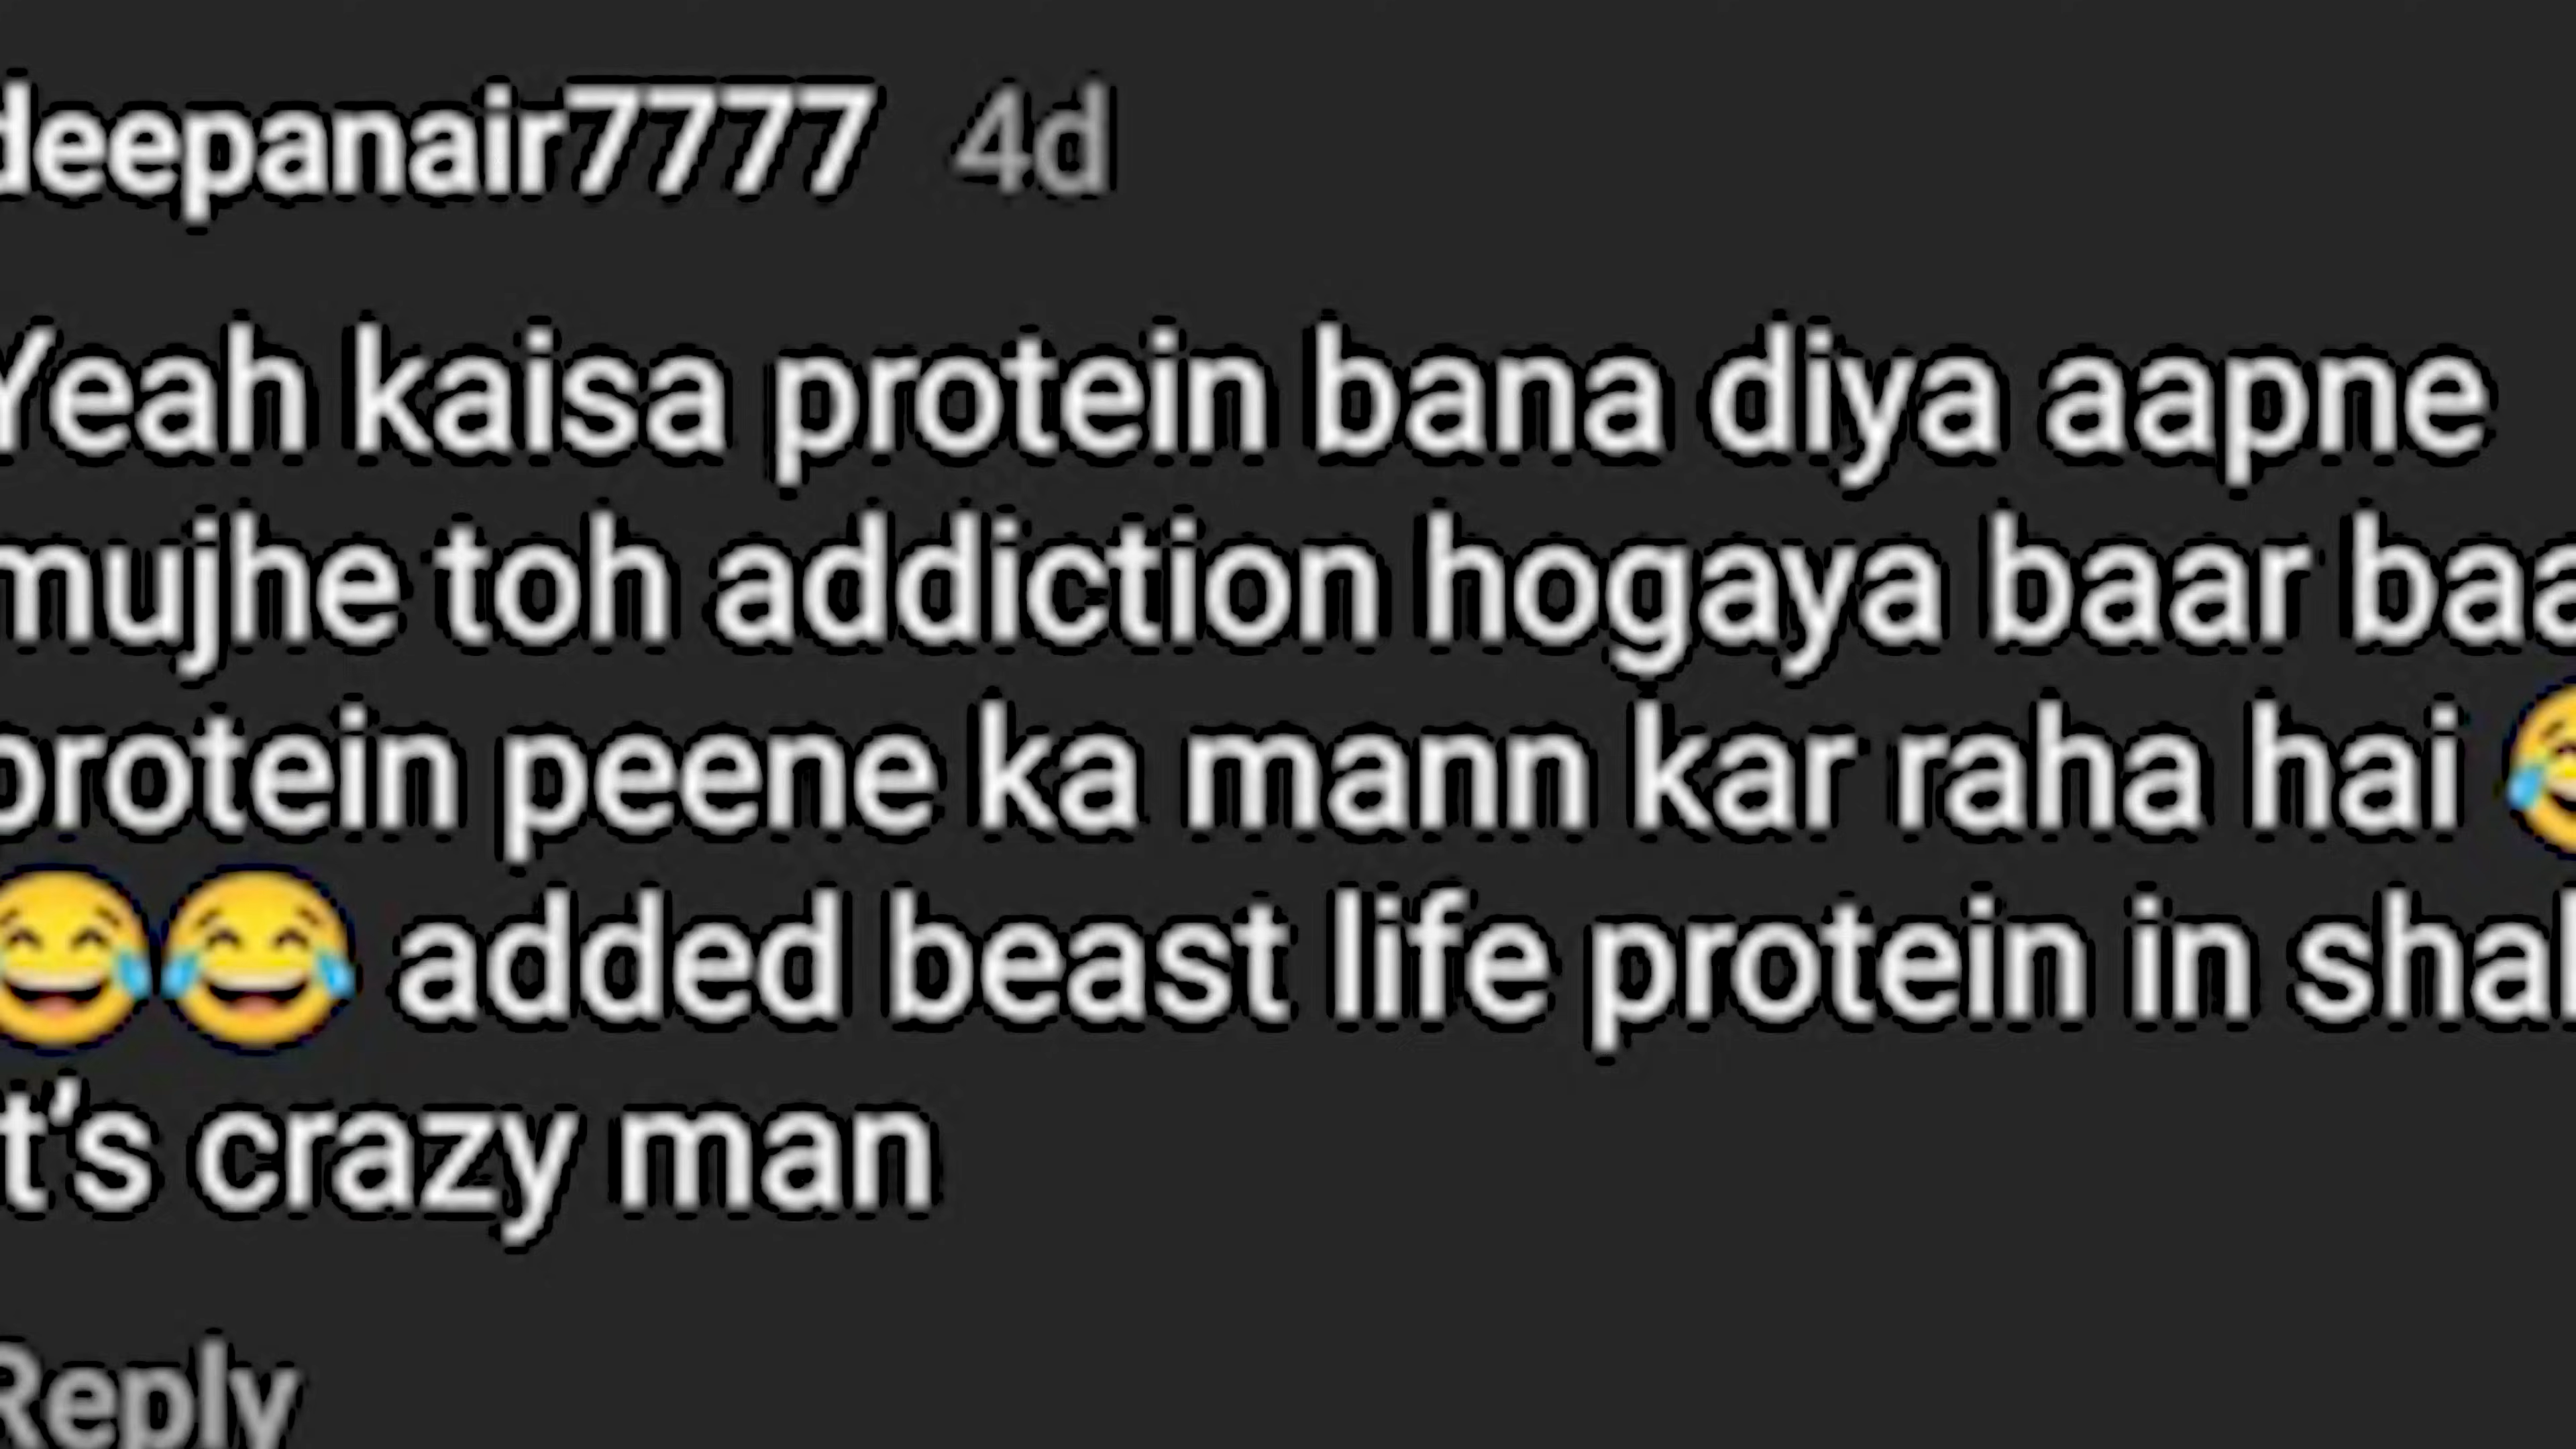 deepanair7777 4d
Yeah kaisa protein bana diya aapne
mujhe toh addiction hogaya baar baa
protein peene ka mann kar raha hai 😂
😂😂 added beast life protein in sha
t's crazy man
Reply